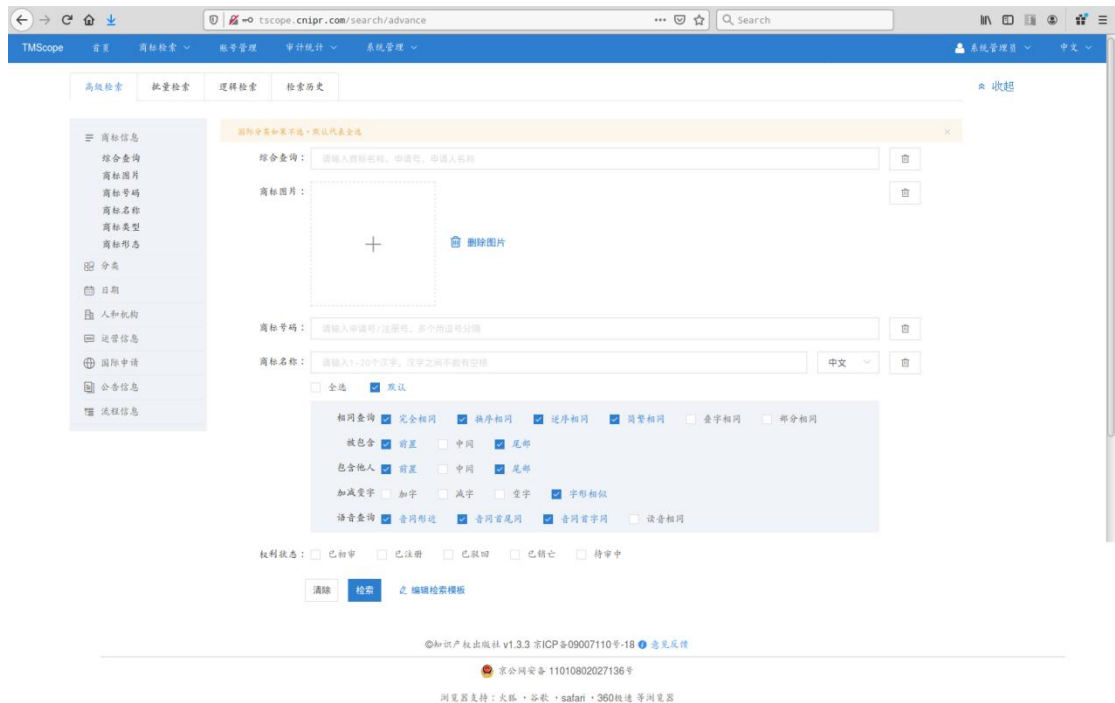 tscope.cnipr.com/search/advance
Search
TMScope 首页 商标检索 账号管理 审计统计 系统管理 系统管理员 中文
高级检索 批量检索 逻辑检索 检索历史 收起
国际分类如果不选，默认代表全选
商标信息
综合查询
商标图片
商标号码
商标名称
商标类型
商标形态
分类
日期
人和机构
运营信息
国际申请
公告信息
流程信息
综合查询： 请输入商标名称、申请号、申请人名称
商标图片：
删除图片
商标号码： 请输入申请号/注册号，多个用逗号分隔
商标名称： 请输入1-20个汉字，汉字之间不能有空格 中文
全选 默认
相同查询 完全相同 换序相同 逆序相同 简繁相同 叠字相同 部分相同
被包含 前置 中间 尾部
包含他人 前置 中间 尾部
加减变字 加字 减字 变字 字形相似
语音查询 音同形近 音同首尾同 音同首字同 读音相同
权利状态： 已初审 已注册 已驳回 已销亡 待审中
清除 检索 编辑检索模板
©知识产权出版社 v1.3.3 京ICP备09007110号-18 意见反馈
京公网安备 11010802027136号
浏览器支持：火狐 、谷歌 、safari 、360极速 等浏览器